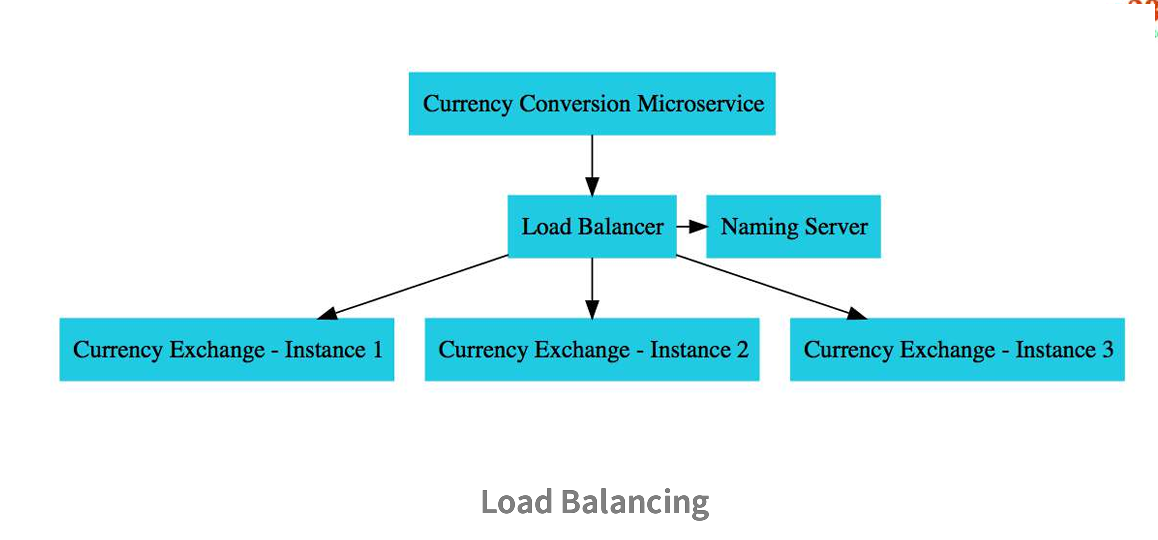 Currency Conversion Microservice
Load Balancer
Naming Server
Currency Exchange - Instance 1
Currency Exchange - Instance 2
Currency Exchange - Instance 3
Load Balancing